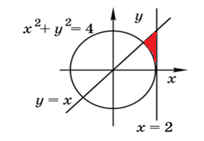 y
x² + y² = 4
x
y = x
x = 2